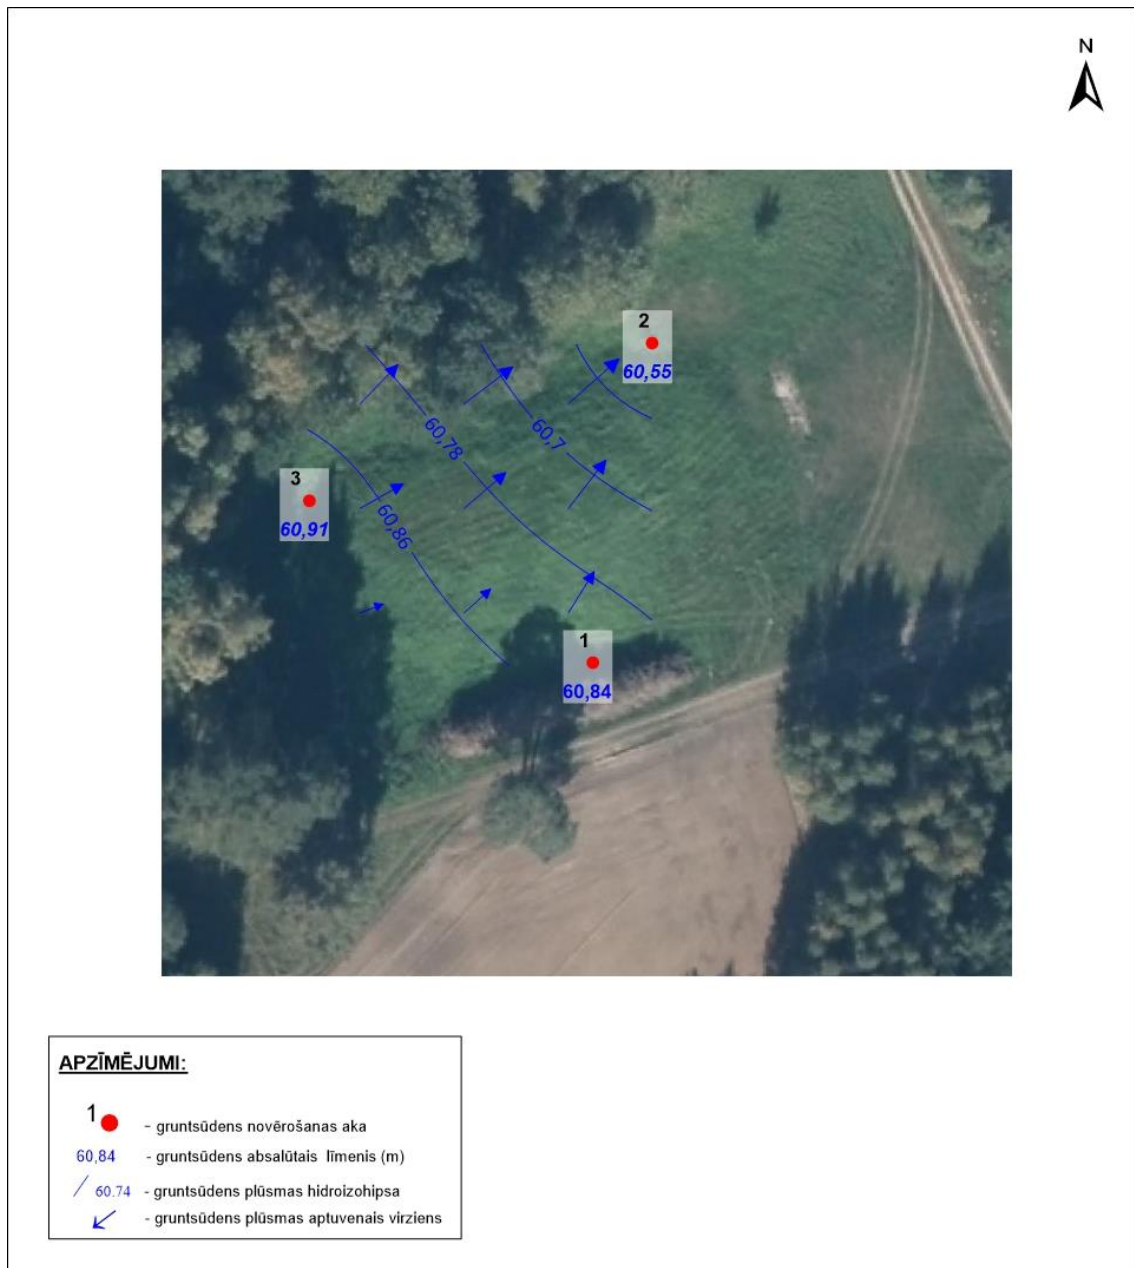 N
2
60,55
60,78
60,7
3
60,91
60,86
1
60,84
APZĪMĒJUMI:
1 - gruntsūdens novērošanas aka
60,84 - gruntsūdens absalūtais līmenis (m)
60.74 - gruntsūdens plūsmas hidroizohipsa
- gruntsūdens plūsmas aptuvenais virziens